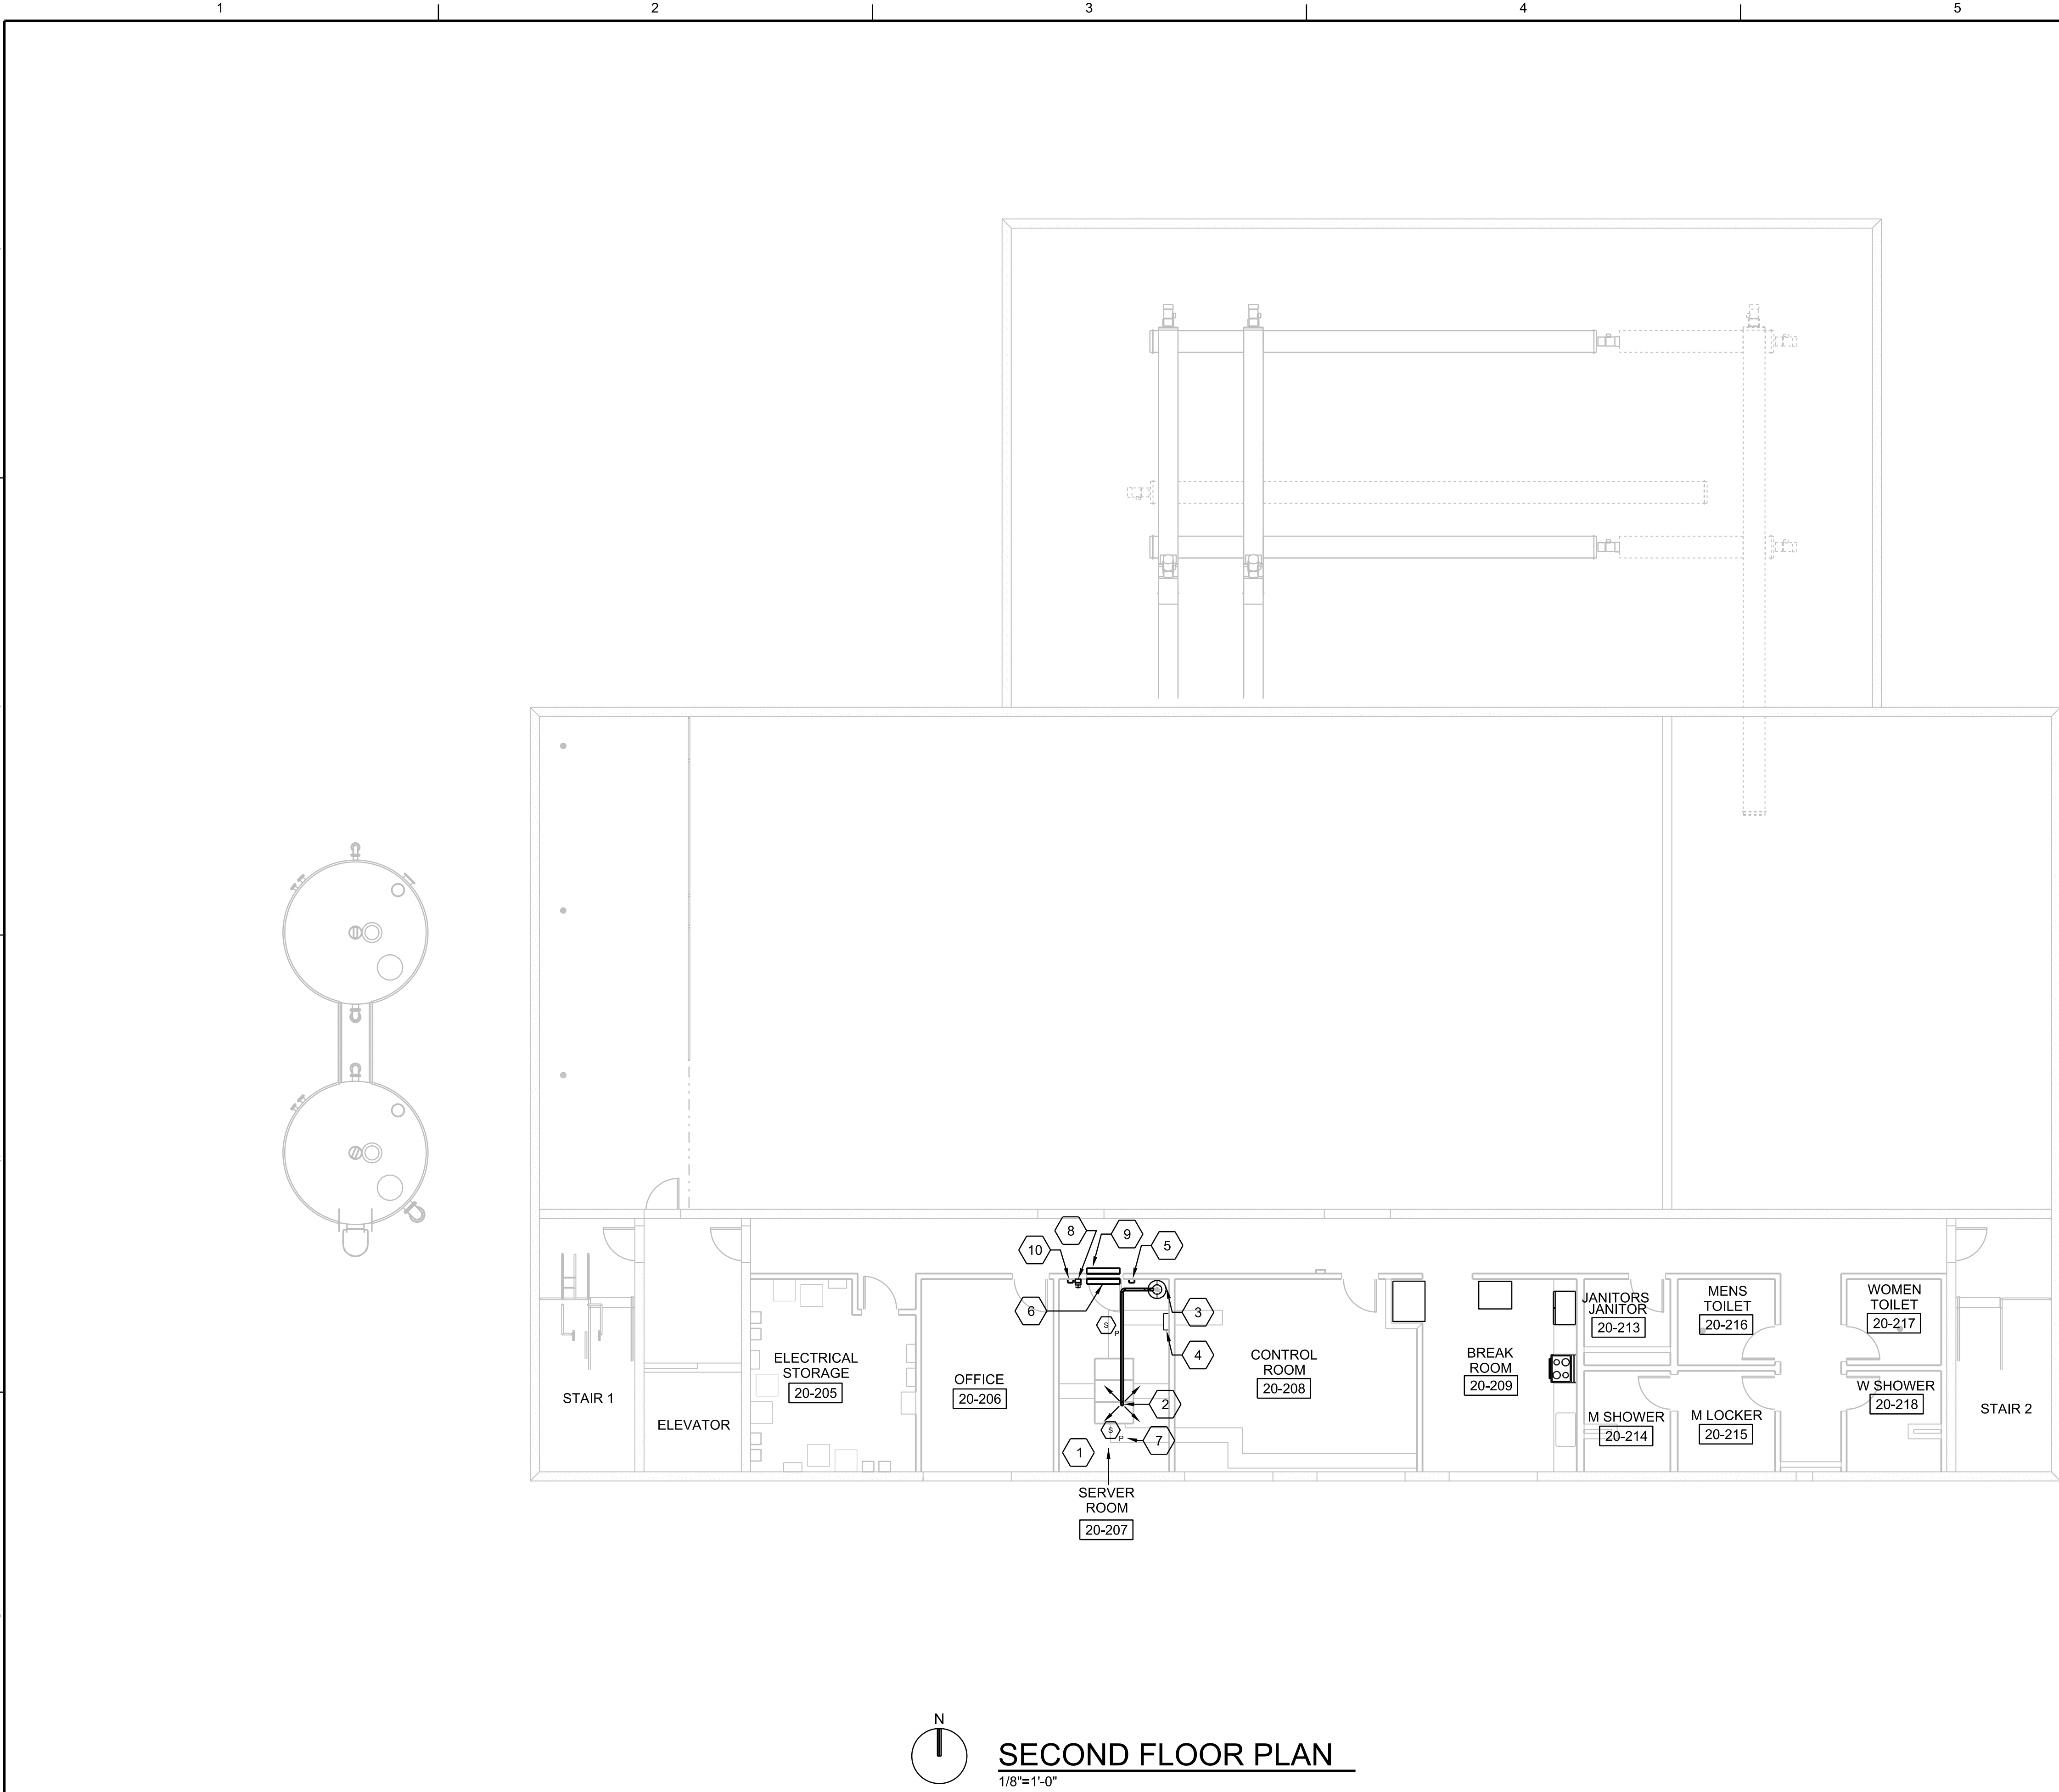 1
2
3
4
5
8
9
5
10
6
3
4
S
P
2
S
P
7
1
STAIR 1
ELEVATOR
ELECTRICAL
STORAGE
20-205
OFFICE
20-206
SERVER
ROOM
20-207
CONTROL
ROOM
20-208
BREAK
ROOM
20-209
JANITORS
JANITOR
20-213
MENS
TOILET
20-216
WOMEN
TOILET
20-217
M SHOWER
20-214
M LOCKER
20-215
W SHOWER
20-218
STAIR 2
N
SECOND FLOOR PLAN
1/8"=1'-0"